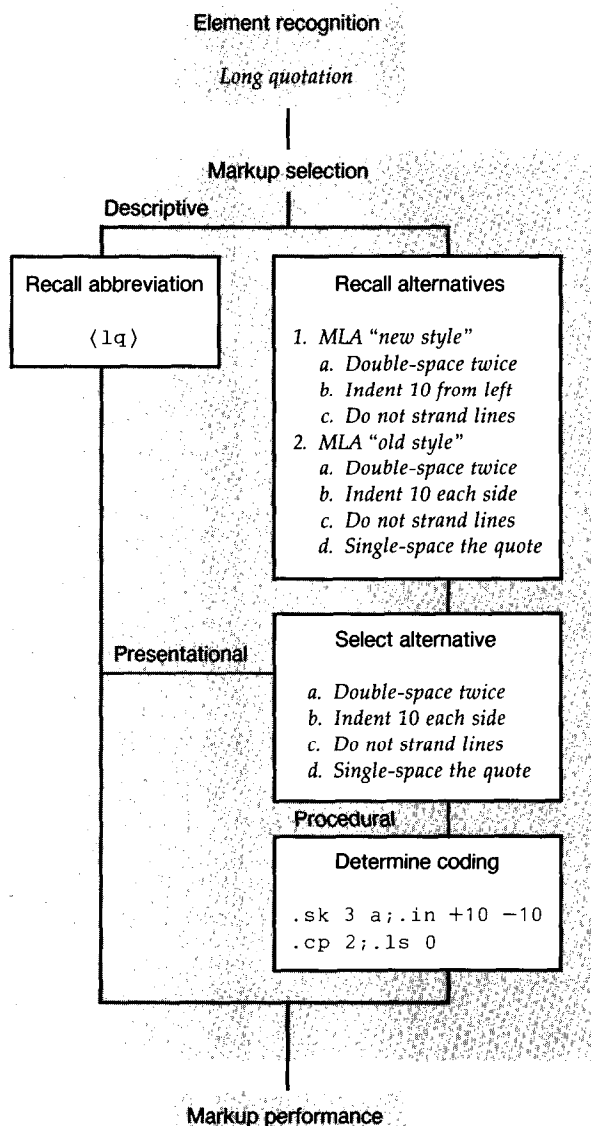 Element recognition
Long quotation
Markup selection
Descriptive
Recall abbreviation
⟨lq⟩
Recall alternatives
1. MLA “new style”
a. Double-space twice
b. Indent 10 from left
c. Do not strand lines
2. MLA “old style”
a. Double-space twice
b. Indent 10 each side
c. Do not strand lines
d. Single-space the quote
Presentational
Select alternative
a. Double-space twice
b. Indent 10 each side
c. Do not strand lines
d. Single-space the quote
Procedural
Determine coding
.sk 3 a;.in +10 −10
.cp 2;.ls 0
Markup performance